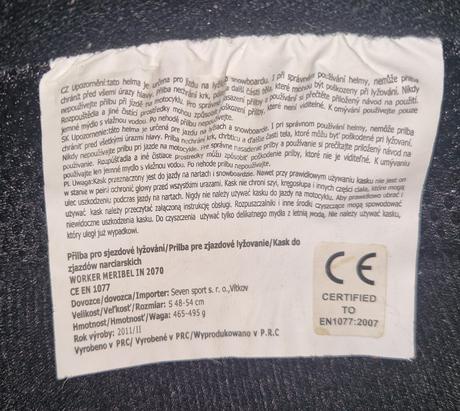 CZ Upozornění:tato helma je určena pro jízdu na lyžích a snowboardu. I při správném používání helmy, nemůže přilba
chránit před všemi úrazy hlavy. Přilba nechrání krk, a další části těla, které mohou být poškozeny při lyžování. Nikdy
nepoužívejte přilbu při jízdě na motocyklu. Pro správné nasazení přilby a používání si přečtěte přiložený návod na použití.
Rozpouštědla a jiné čistící prostředky mohou způsobit poškození přilby, které není viditelné. K umývání používejte pouze
jemné mýdlo s vlažnou vodou. Po nehodě přilbu nepoužívejte.
SK Upozornenie:táto helma je určená pre jazdu na lyžiach a snowboarde. I pri správnom používaní helmy, nemôže prilba
chrániť pred všetkými úrazmi hlavy. Prilba nechráni krk, chrbticu a ďalšie časti tela, ktoré môžu byť poškodené pri lyžovaní.
Nikdy nepoužívajte prilbu pri jazde na motocykle. Pre správne nasadenie prilby a používanie si prečítajte priložený návod na
používanie. Rozpúšťadlá a iné čistiace prostriedky môžu spôsobiť poškodenie prilby, ktoré nie je viditeľné. K umývaniu
používajte len jemné mydlo s vlažnou vodou. Po nehode prilbu nepoužívajte.
PL Uwaga:Kask przeznaczony jest do jazdy na nartach i snowboardzie. Nawet przy prawidłowym używaniu kasku nie jest on
w stanie w pełni ochronić głowy przed wszystkimi urazami. Kask nie chroni szyi, kręgosłupa i innych części ciała, które mogą
ulec uszkodzeniu podczas jazdy na nartach. Nigdy nie należy używać kasku do jazdy na motocyklu. Aby prawidłowo ubrać i
używać kask należy przeczytać załączoną instrukcję obsługi. Rozpuszczalniki i inne środki czyszczące mogą spowodować
niewidoczne uszkodzenia kasku. Do czyszczenia używać tylko delikatnego mydła z letnią wodą. Nie należy używać kasku,
który uległ już wypadkowi.
Přilba pro sjezdové lyžování/Prilba pre zjazdové lyžovanie/Kask do
zjazdów narciarskich
WORKER MERIBEL IN 2070
CE EN 1077
Dovozce/dovozca/Importer: Seven sport s. r. o.,Vítkov
Velikost/Veľkosť/Rozmiar: S 48-54 cm
Hmotnost/Hmotnosť/Waga: 465-495 g
Rok výroby: 2011/II
Vyrobeno v PRC/ Vyrobené v PRC/Wyprodukowano v P.R.C
CE
CERTIFIED
TO
EN1077:2007